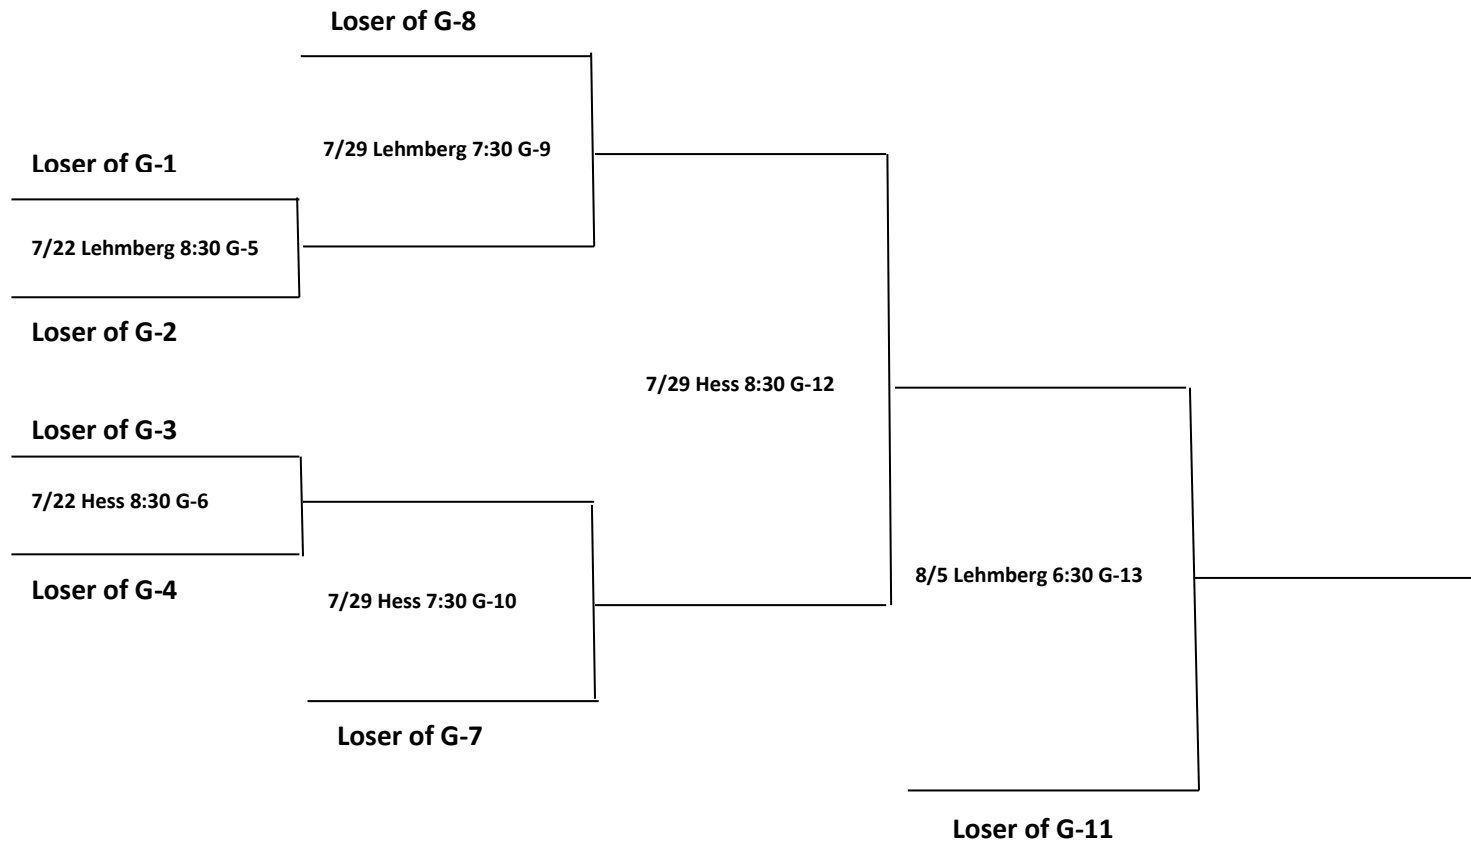 Loser of G-8
7/29 Lehmberg 7:30 G-9
Loser of G-1
7/22 Lehmberg 8:30 G-5
Loser of G-2
7/29 Hess 8:30 G-12
Loser of G-3
7/22 Hess 8:30 G-6
Loser of G-4
7/29 Hess 7:30 G-10
8/5 Lehmberg 6:30 G-13
Loser of G-7
Loser of G-11